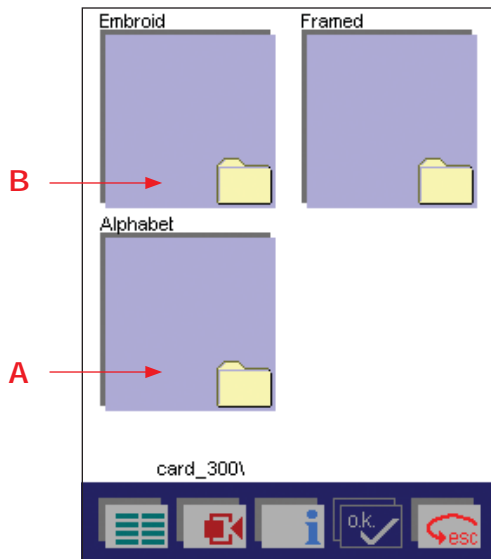 Embroid Framed
B
Alphabet
A
card_300\
i o.k. esc